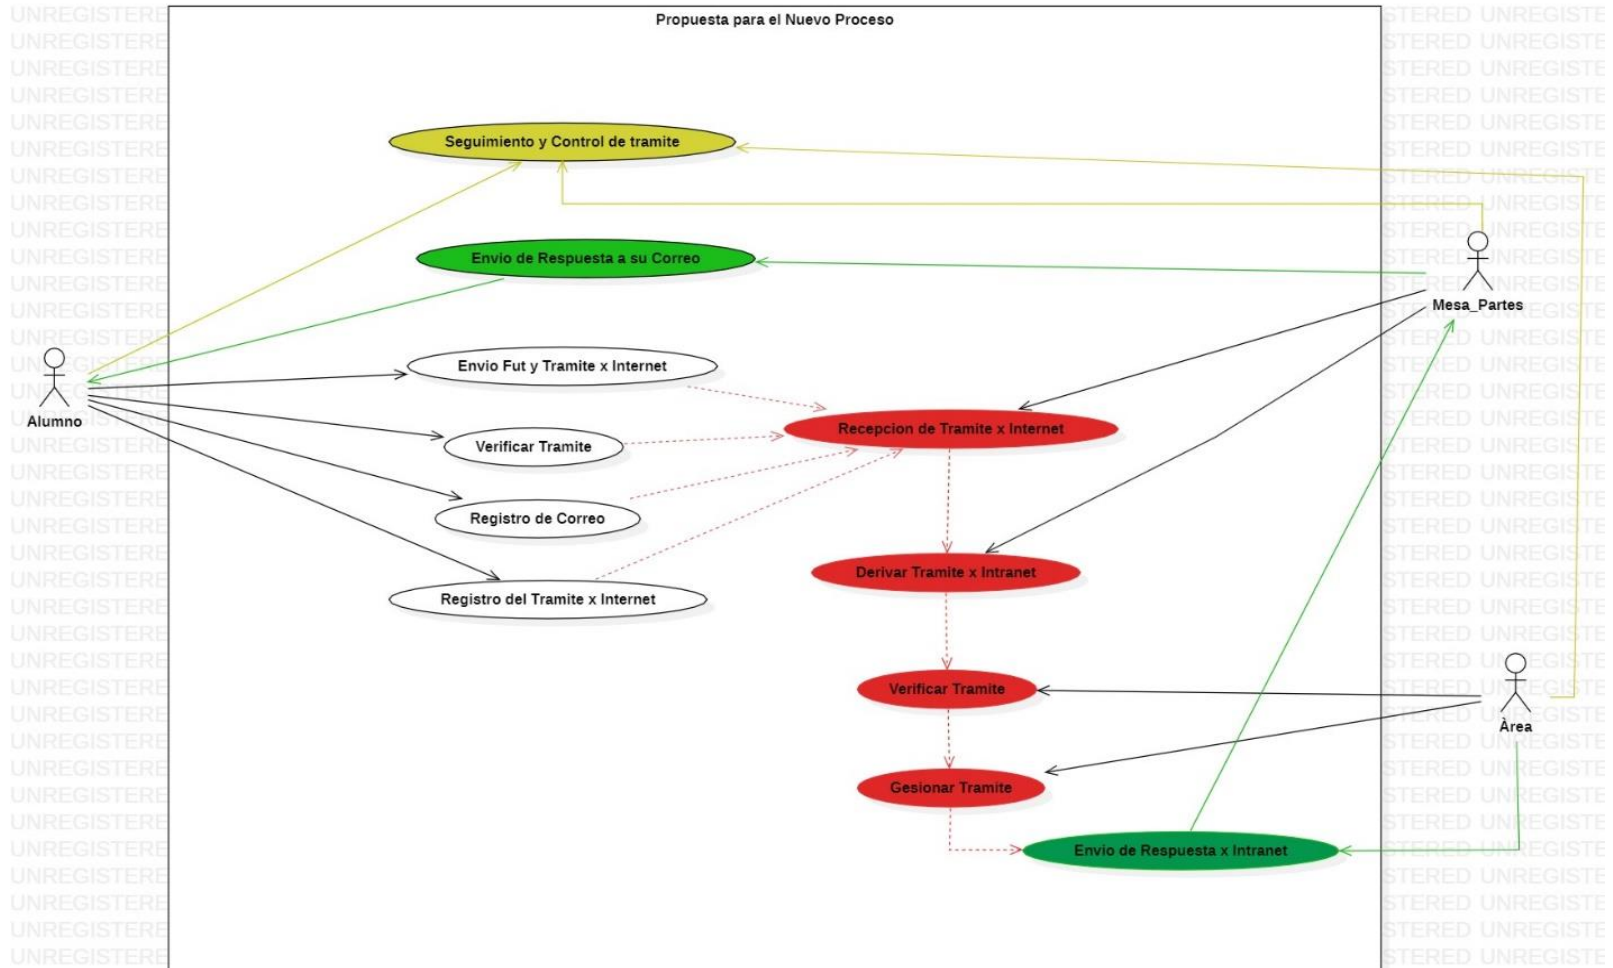 Propuesta para el Nuevo Proceso
Seguimiento y Control de tramite
Envio de Respuesta a su Correo
Mesa_Partes
Envio Fut y Tramite x Internet
Alumno
Recepcion de Tramite x Internet
Verificar Tramite
Registro de Correo
Derivar Tramite x Intranet
Registro del Tramite x Internet
Verificar Tramite
Àrea
Gesionar Tramite
Envio de Respuesta x Intranet
UNREGISTERED